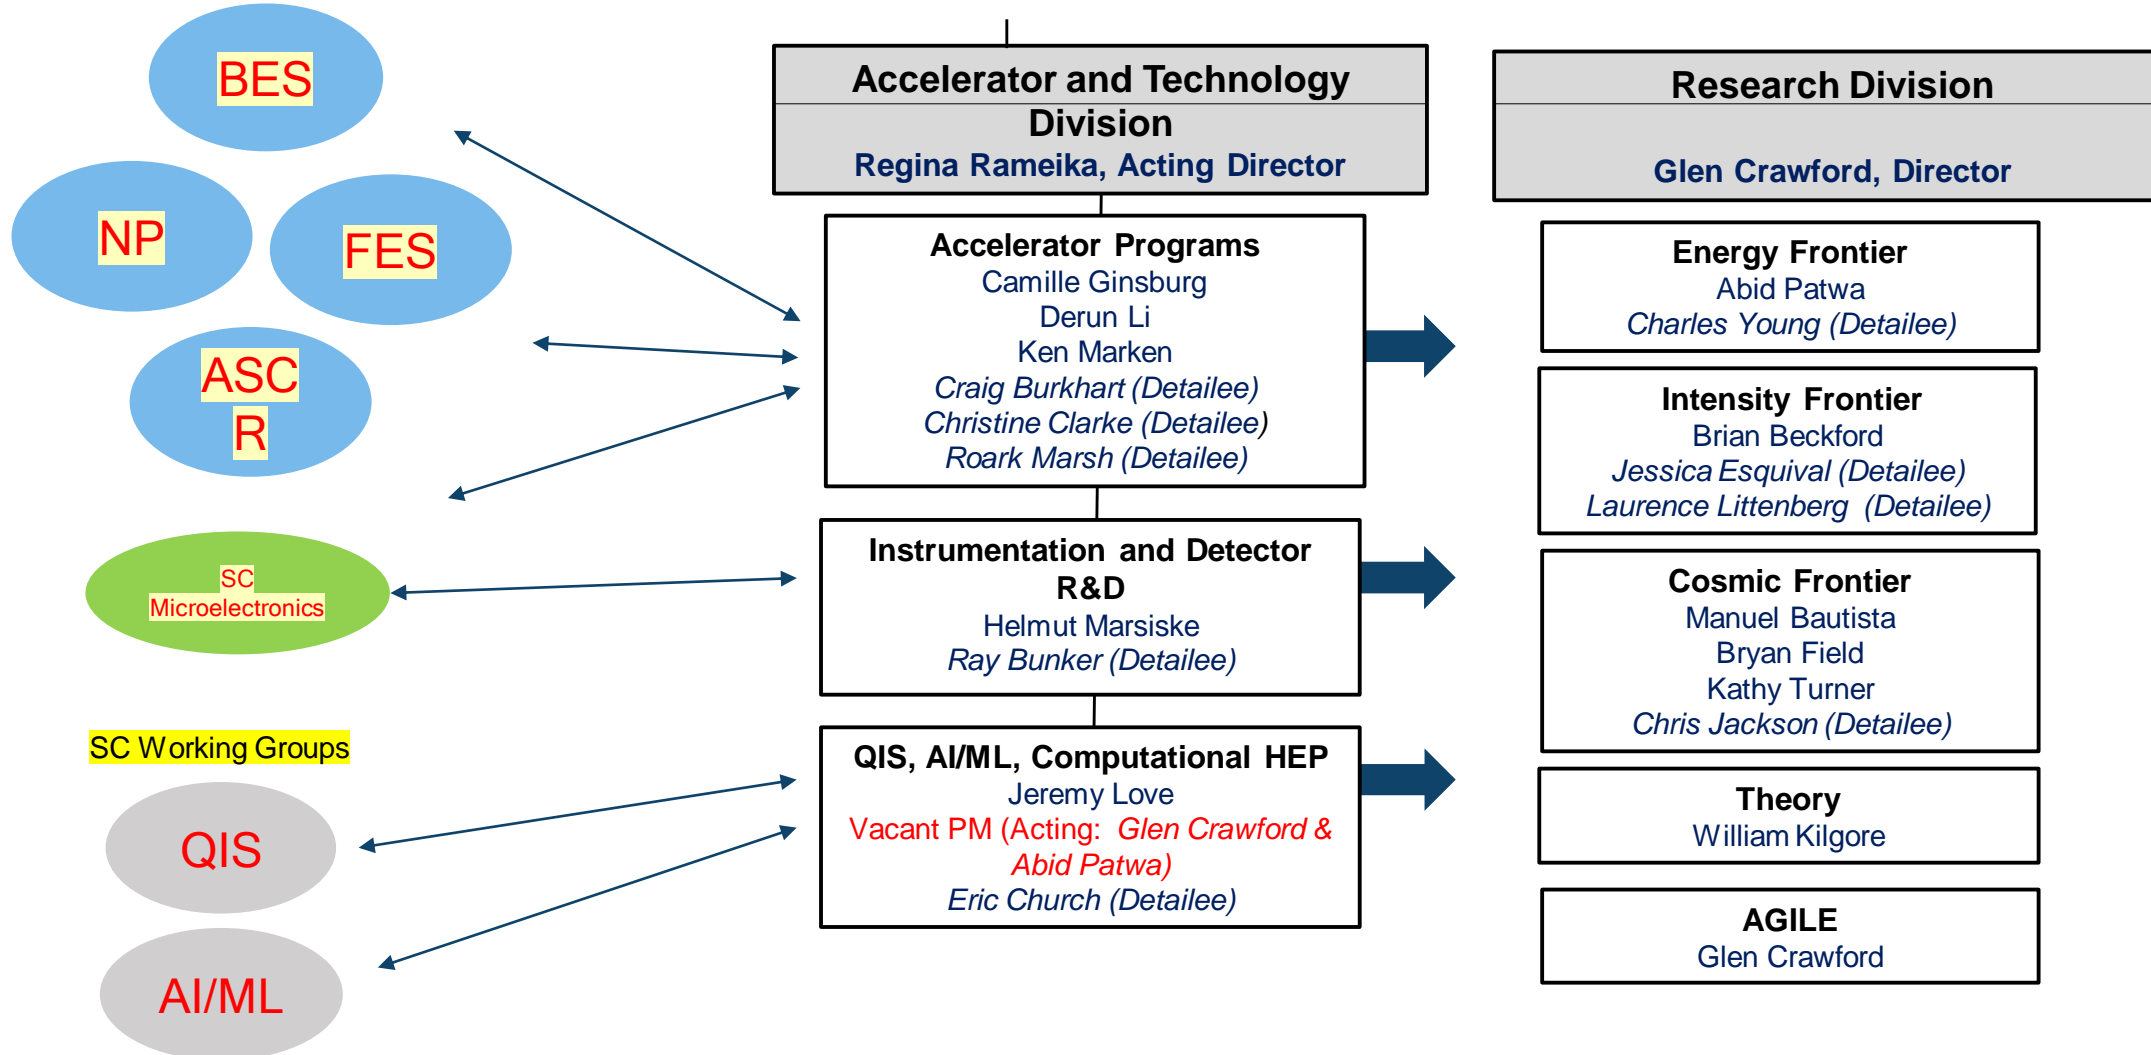 BES
NP
FES
ASC
R
SC
Microelectronics
SC Working Groups
QIS
AI/ML
Accelerator and Technology
Division
Regina Rameika, Acting Director
Accelerator Programs
Camille Ginsburg
Derun Li
Ken Marken
Craig Burkhart (Detailee)
Christine Clarke (Detailee)
Roark Marsh (Detailee)
Instrumentation and Detector
R&D
Helmut Marsiske
Ray Bunker (Detailee)
QIS, AI/ML, Computational HEP
Jeremy Love
Vacant PM (Acting: Glen Crawford &
Abid Patwa)
Eric Church (Detailee)
Research Division
Glen Crawford, Director
Energy Frontier
Abid Patwa
Charles Young (Detailee)
Intensity Frontier
Brian Beckford
Jessica Esquival (Detailee)
Laurence Littenberg (Detailee)
Cosmic Frontier
Manuel Bautista
Bryan Field
Kathy Turner
Chris Jackson (Detailee)
Theory
William Kilgore
AGILE
Glen Crawford